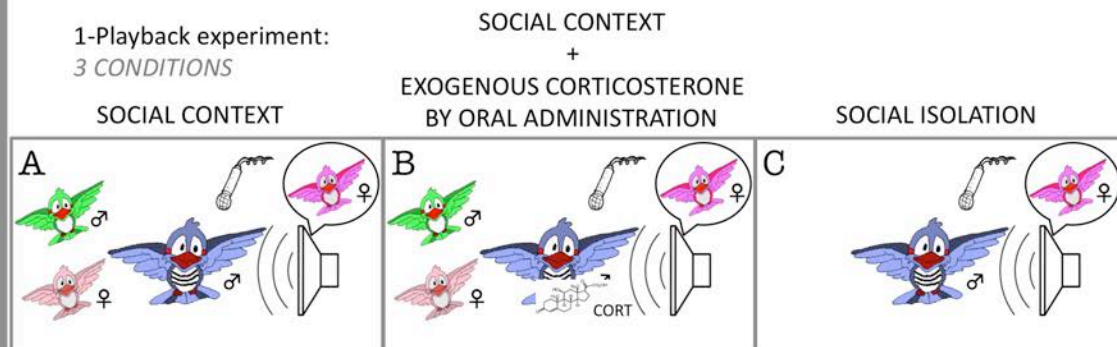 1-Playback experiment:
3 CONDITIONS
SOCIAL CONTEXT
SOCIAL CONTEXT
+
EXOGENOUS CORTICOSTERONE
BY ORAL ADMINISTRATION
SOCIAL ISOLATION
A
♂
♀
♂
♀
B
♂
♀
CORT
♀
C
♂
♀